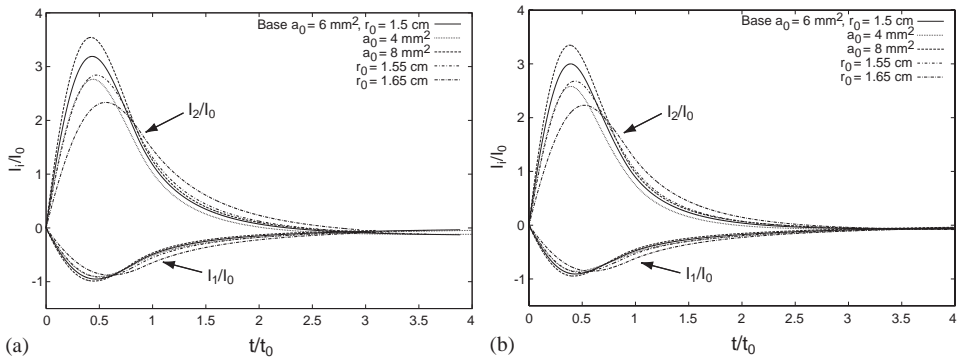 Base a₀ = 6 mm², r₀ = 1.5 cm
a₀ = 4 mm²
a₀ = 8 mm²
r₀ = 1.55 cm
r₀ = 1.65 cm
4
3
2
1
0
-1
Iᵢ/I₀
I₂/I₀
I₁/I₀
0 0.5 1 1.5 2 2.5 3 3.5 4
t/t₀
(a)
Base a₀ = 6 mm², r₀ = 1.5 cm
a₀ = 4 mm²
a₀ = 8 mm²
r₀ = 1.55 cm
r₀ = 1.65 cm
4
3
2
1
0
-1
Iᵢ/I₀
I₂/I₀
I₁/I₀
0 0.5 1 1.5 2 2.5 3 3.5 4
t/t₀
(b)